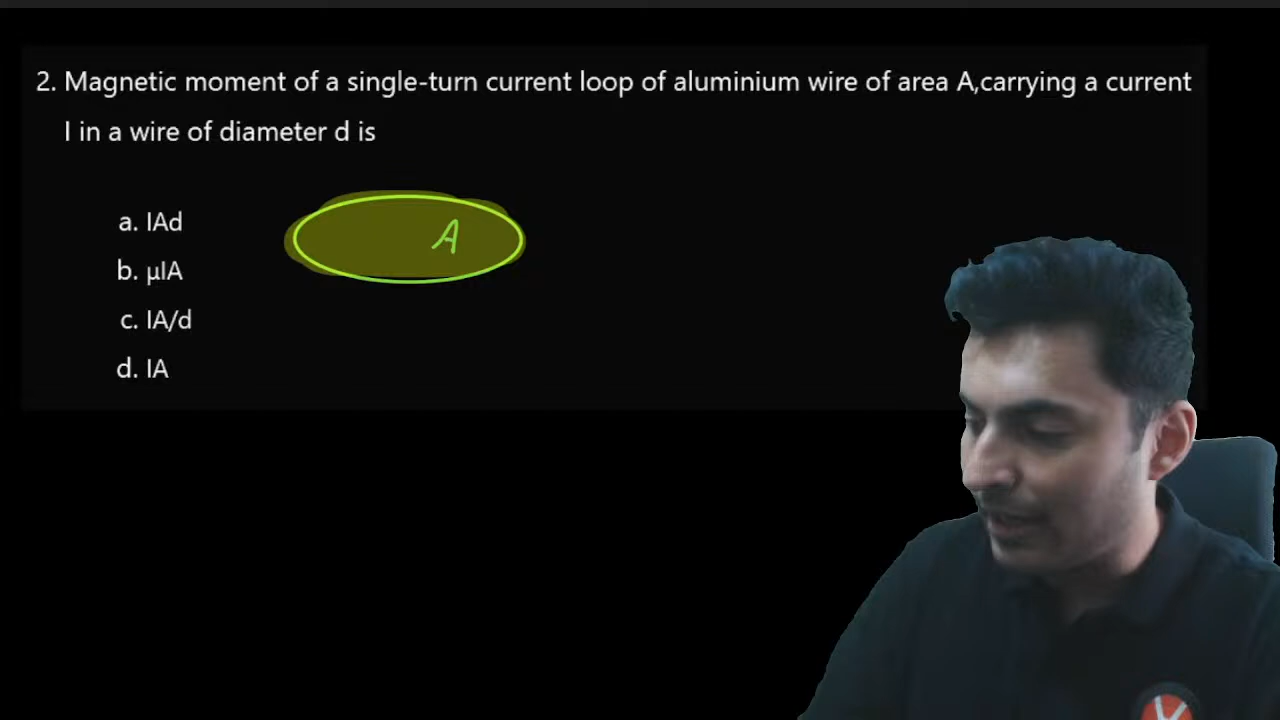 2. Magnetic moment of a single-turn current loop of aluminium wire of area A,carrying a current
I in a wire of diameter d is
a. IAd
A
b. μIA
c. IA/d
d. IA